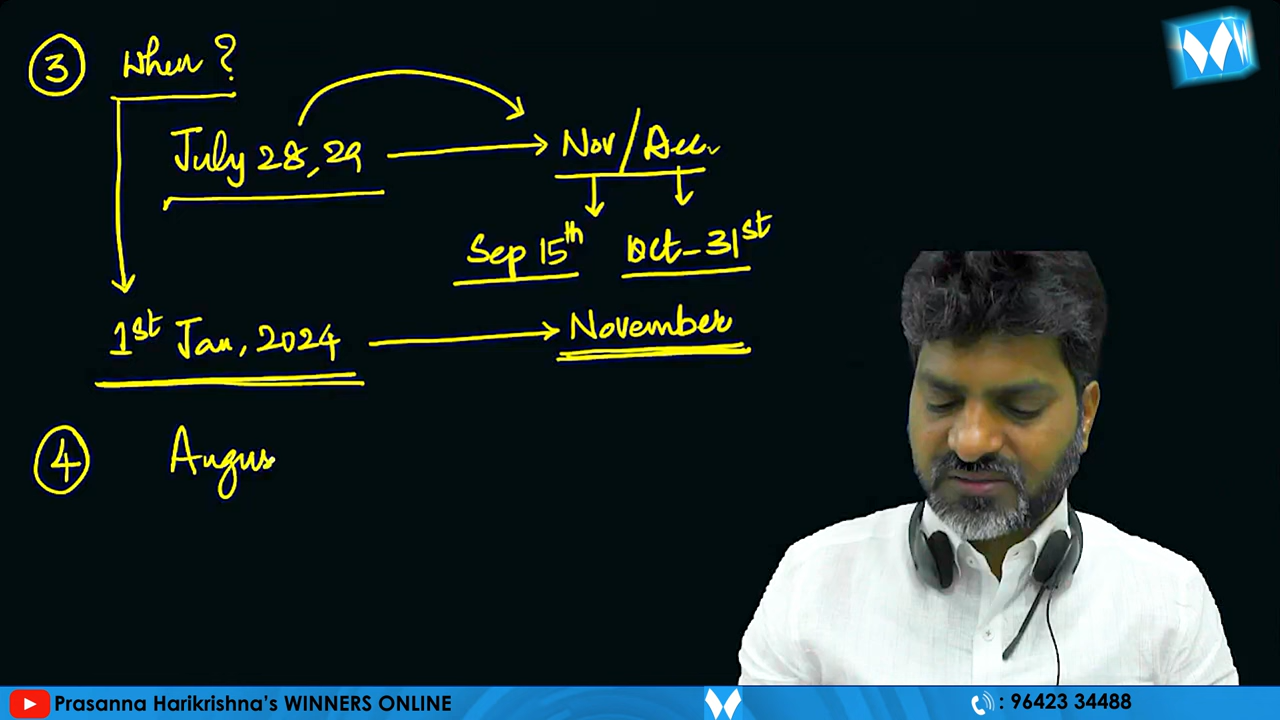 3 When?
July 28, 29 Nov/Dec.
Sep 15th Oct-31st
1st Jan, 2024 November
4 Augus
W
Prasanna Harikrishna's WINNERS ONLINE W : 96423 34488